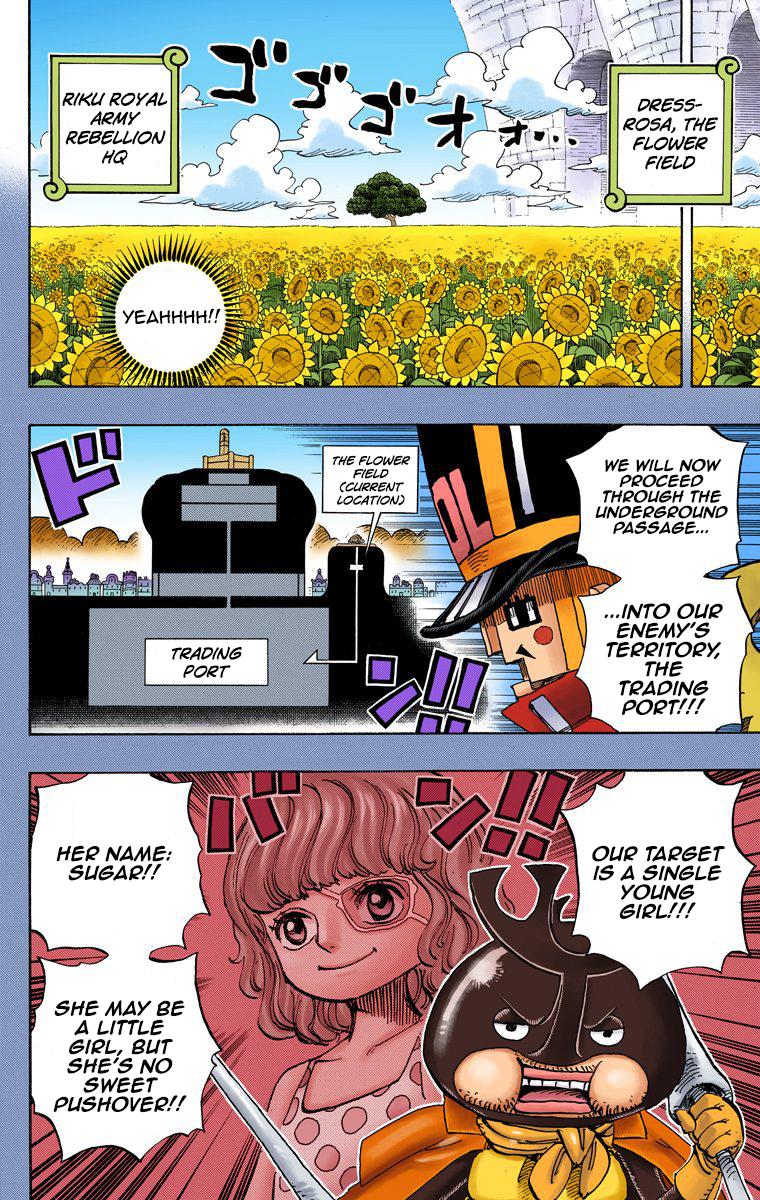 DRESS-
ROSA, THE
FLOWER
FIELD
ゴゴゴオォ...
RIKU ROYAL
ARMY
REBELLION
HQ
YEAHHHH!!
WE WILL NOW
PROCEED
THROUGH THE
UNDERGROUND
PASSAGE...
...INTO OUR
ENEMY'S
TERRITORY,
THE
TRADING
PORT!!!
OL
THE FLOWER
FIELD
(CURRENT
LOCATION)
TRADING
PORT
ドン!!
OUR TARGET
IS A SINGLE
YOUNG
GIRL!!!
バン!!
HER NAME:
SUGAR!!
SHE MAY BE
A LITTLE
GIRL, BUT
SHE'S NO
SWEET
PUSHOVER!!